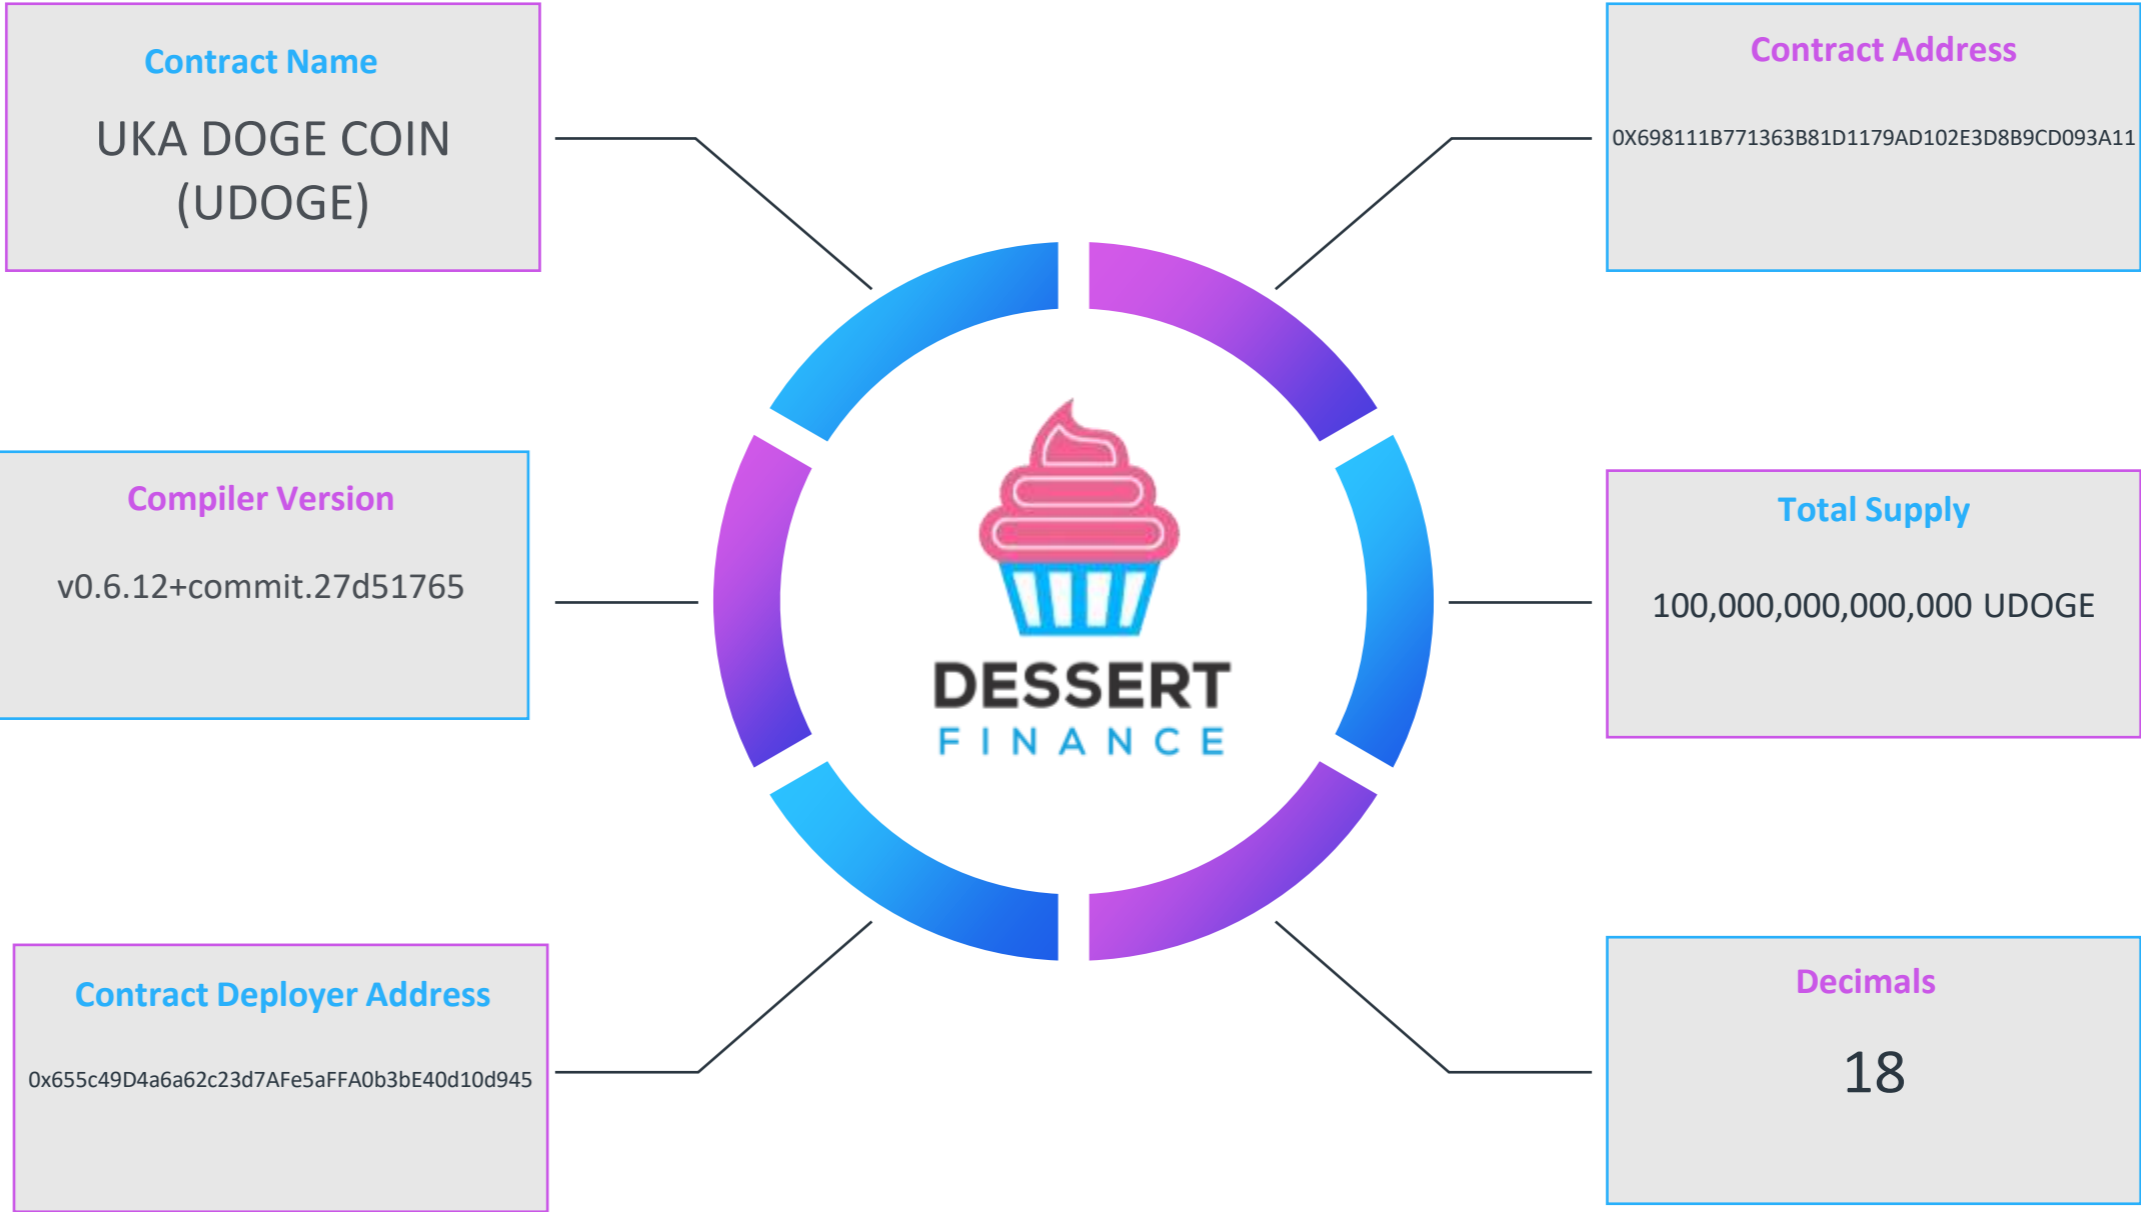 Contract Name
UKA DOGE COIN
(UDOGE)
Contract Address
0X698111B771363B81D1179AD102E3D8B9CD093A11
Compiler Version
v0.6.12+commit.27d51765
Total Supply
100,000,000,000,000 UDOGE
DESSERT
FINANCE
Contract Deployer Address
0x655c49D4a6a62c23d7AFe5aFFA0b3bE40d10d945
Decimals
18